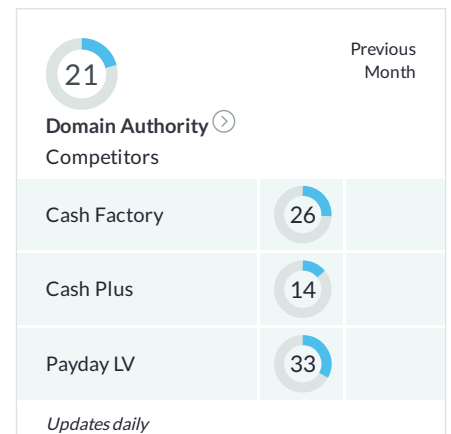 21
Previous
Month
Domain Authority
Competitors
Cash Factory 26
Cash Plus 14
Payday LV 33
Updates daily